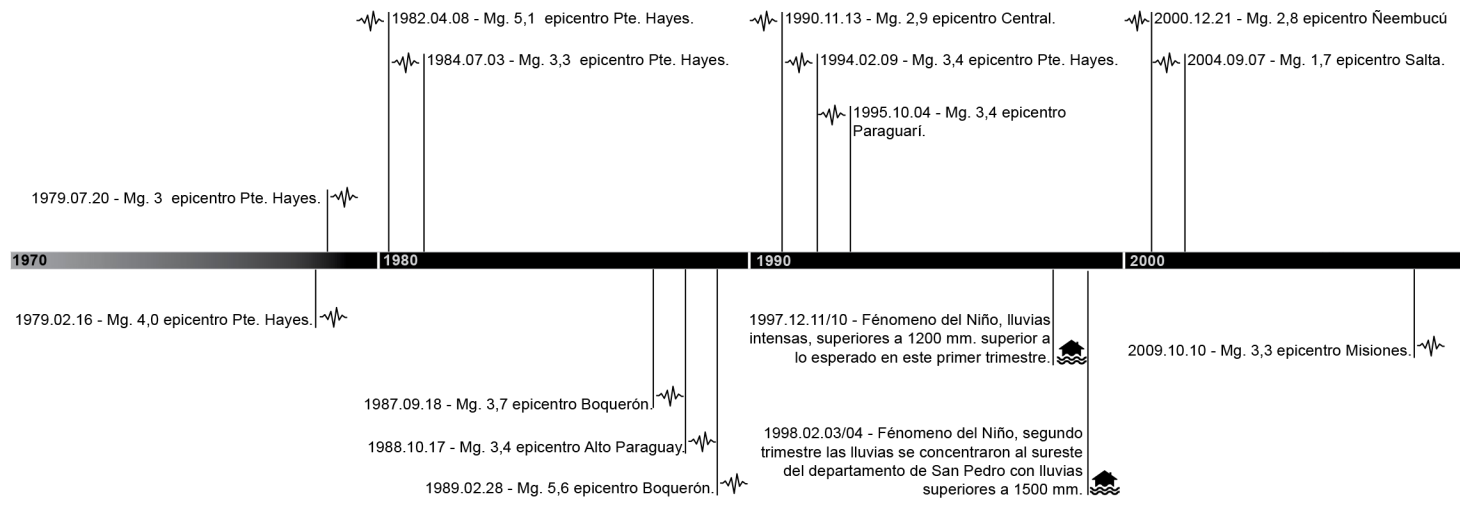 1982.04.08 - Mg. 5,1  epicentro Pte. Hayes.
1984.07.03 - Mg. 3,3  epicentro Pte. Hayes.
1990.11.13 - Mg. 2,9 epicentro Central.
1994.02.09 - Mg. 3,4 epicentro Pte. Hayes.
1995.10.04 - Mg. 3,4 epicentro
Paraguarí.
2000.12.21 - Mg. 2,8 epicentro Ñeembucú
2004.09.07 - Mg. 1,7 epicentro Salta.
1979.07.20 - Mg. 3  epicentro Pte. Hayes.
1970
1980
1990
2000
1979.02.16 - Mg. 4,0 epicentro Pte. Hayes.
1987.09.18 - Mg. 3,7 epicentro Boquerón.
1988.10.17 - Mg. 3,4 epicentro Alto Paraguay.
1989.02.28 - Mg. 5,6 epicentro Boquerón.
1997.12.11/10 - Fénomeno del Niño, lluvias
intensas, superiores a 1200 mm. superior a
lo esperado en este primer trimestre.
1998.02.03/04 - Fénomeno del Niño, segundo
trimestre las lluvias se concentraron al sureste
del departamento de San Pedro con lluvias
superiores a 1500 mm.
2009.10.10 - Mg. 3,3 epicentro Misiones.